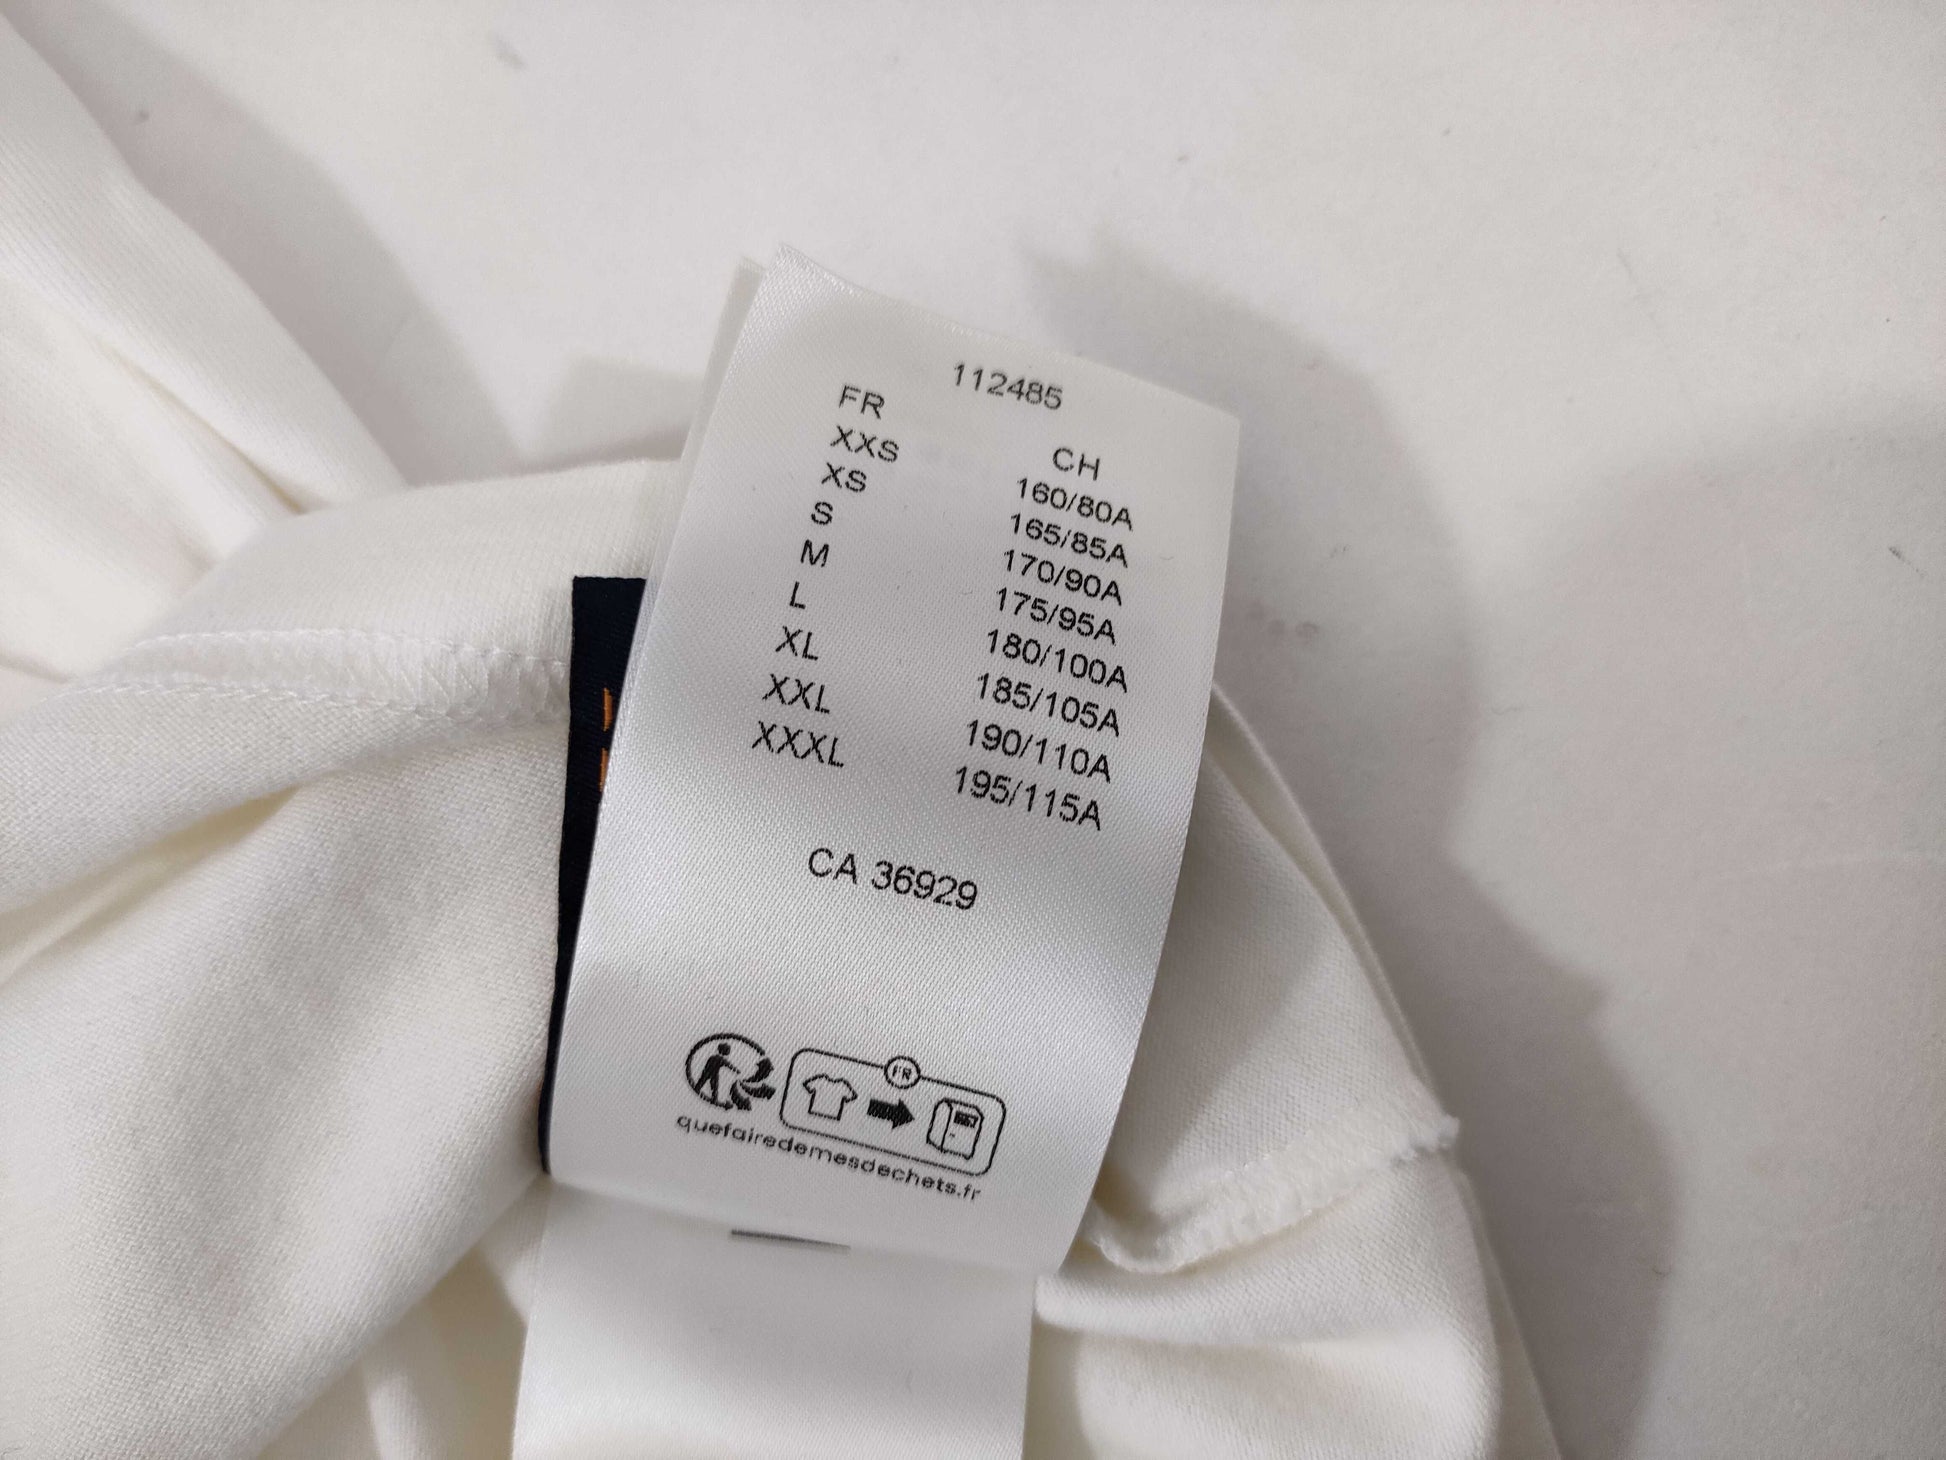 112485
FR CH
XXS 160/80A
XS 165/85A
S 170/90A
M 175/95A
L 180/100A
XL 185/105A
XXL 190/110A
XXXL 195/115A
CA 36929
FR
quefairedemesdechets.fr